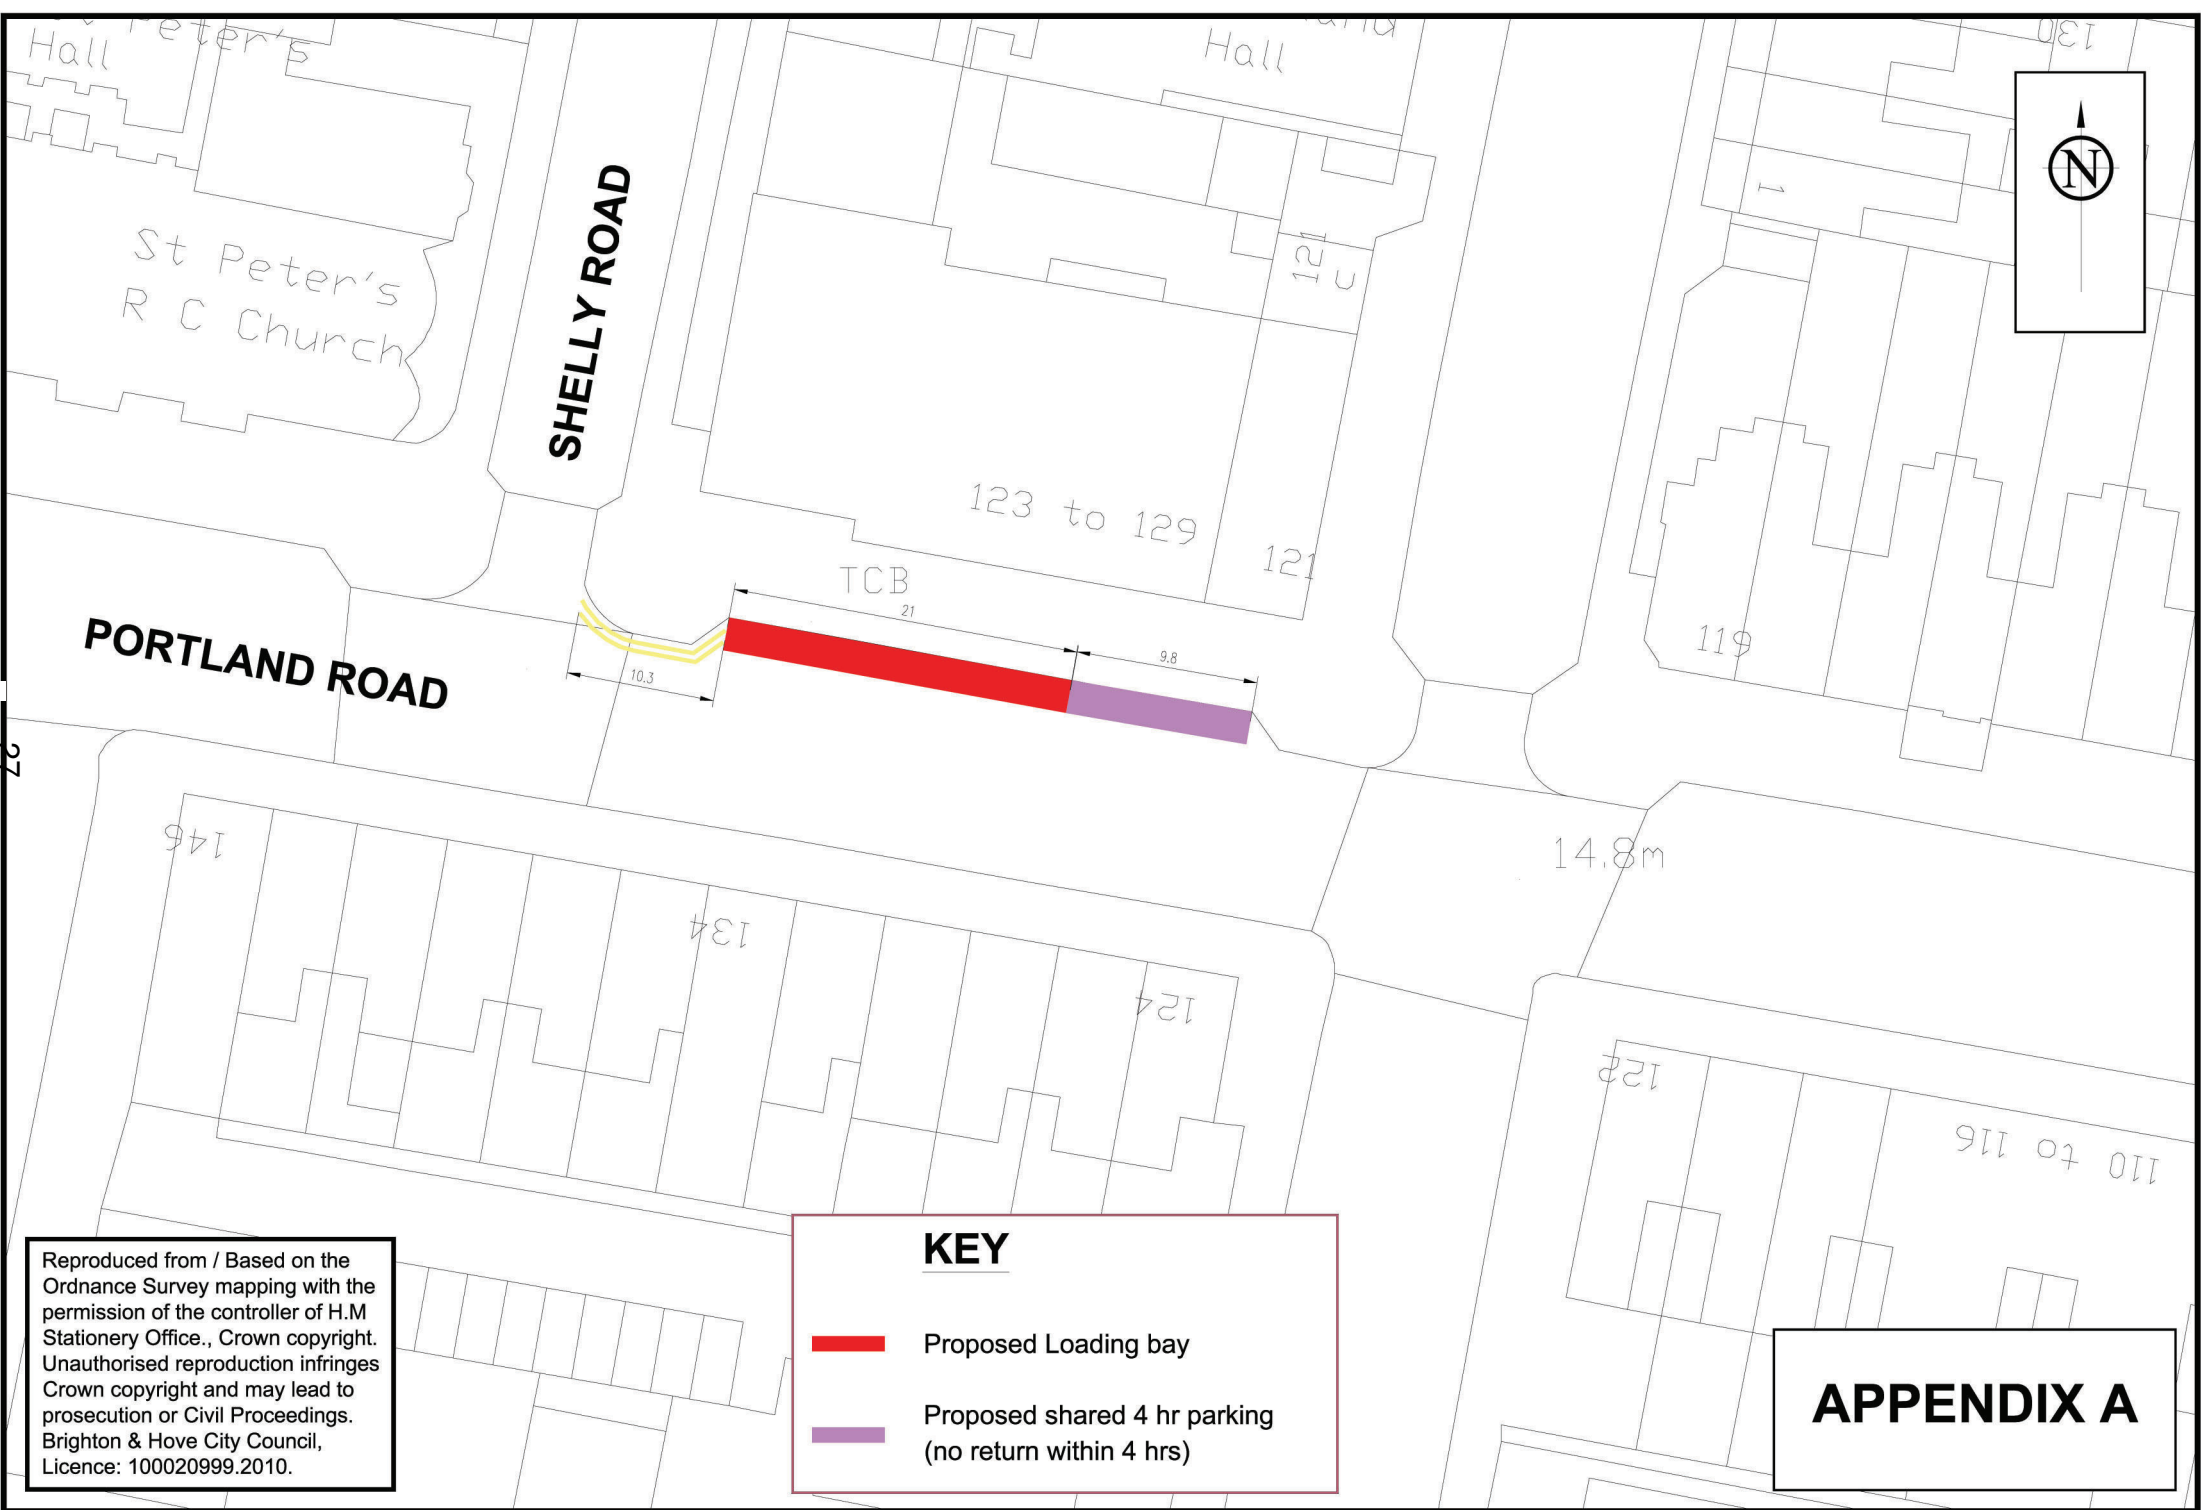 Peter's
Hall
Hall
130
N
St Peter's
R C Church
SHELLY ROAD
121
C
1
123 to 129
121
TCB
21
9.8
10.3
119
PORTLAND ROAD
27
14.8m
146
134
124
122
110 to 116
Reproduced from / Based on the
Ordnance Survey mapping with the
permission of the controller of H.M
Stationery Office., Crown copyright.
Unauthorised reproduction infringes
Crown copyright and may lead to
prosecution or Civil Proceedings.
Brighton & Hove City Council,
Licence: 100020999.2010.
KEY
Proposed Loading bay
Proposed shared 4 hr parking
(no return within 4 hrs)
APPENDIX A